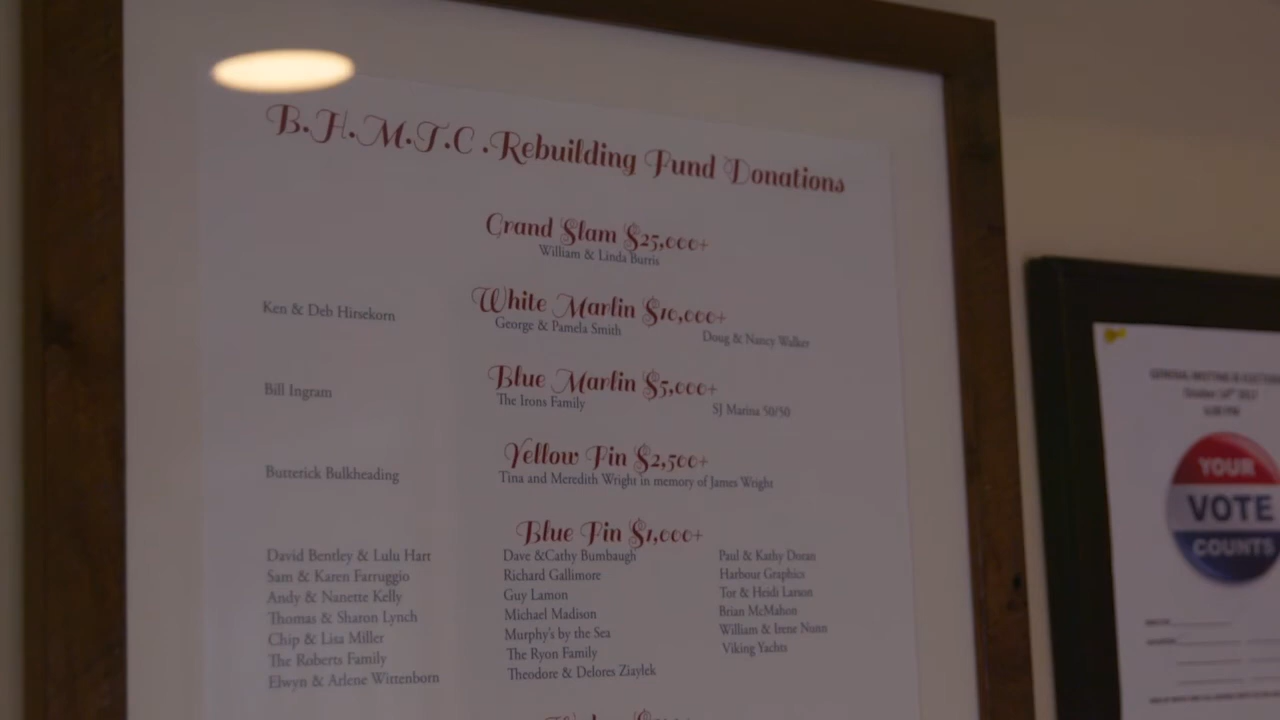 B.H.M.T.C. Rebuilding Fund Donations
Grand Slam $25,000+
William & Linda Burris
White Marlin $10,000+
Ken & Deb Hirsekorn
George & Pamela Smith
Doug & Nancy Walker
Blue Marlin $5,000+
Bill Ingram
The Irons Family
SJ Marina 50/50
Yellow Fin $2,500+
Butterick Bulkheading
Tina and Meredith Wright in memory of James Wright
Blue Fin $1,000+
David Bentley & Lulu Hart
Sam & Karen Farruggio
Andy & Nanette Kelly
Thomas & Sharon Lynch
Chip & Lisa Miller
The Roberts Family
Elwyn & Arlene Wittenborn
Dave &Cathy Bumbaugh
Richard Gallimore
Guy Lamon
Michael Madison
Murphy's by the Sea
The Ryon Family
Theodore & Delores Ziaylek
Paul & Kathy Doran
Harbour Graphics
Tor & Heidi Larson
Brian McMahon
William & Irene Nunn
Viking Yachts
YOUR
VOTE
COUNTS